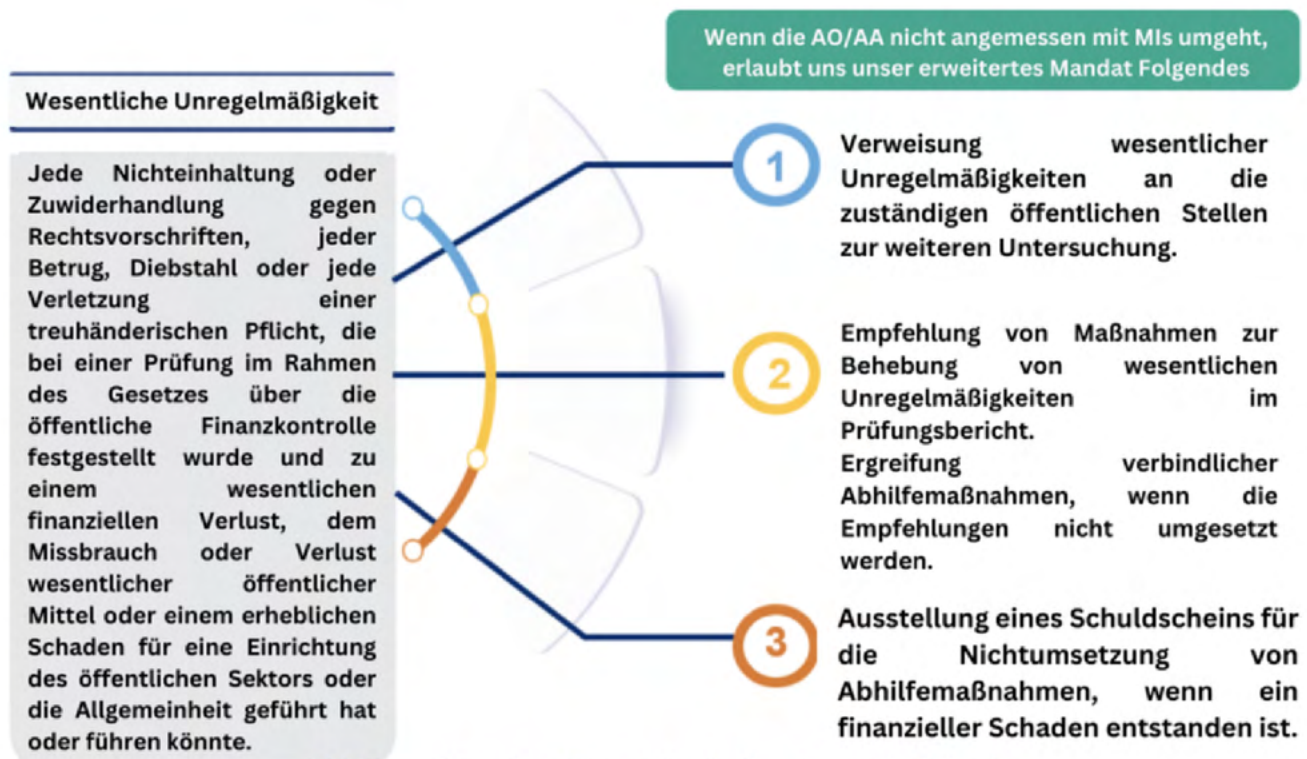 Wenn die AO/AA nicht angemessen mit MIs umgeht,
erlaubt uns unser erweitertes Mandat Folgendes
Wesentliche Unregelmäßigkeit
Jede Nichteinhaltung oder
Zuwiderhandlung gegen
Rechtsvorschriften, jeder
Betrug, Diebstahl oder jede
Verletzung einer
treuhänderischen Pflicht, die
bei einer Prüfung im Rahmen
des Gesetzes über die
öffentliche Finanzkontrolle
festgestellt wurde und zu
einem wesentlichen
finanziellen Verlust, dem
Missbrauch oder Verlust
wesentlicher öffentlicher
Mittel oder einem erheblichen
Schaden für eine Einrichtung
des öffentlichen Sektors oder
die Allgemeinheit geführt hat
oder führen könnte.
1
Verweisung wesentlicher
Unregelmäßigkeiten an die
zuständigen öffentlichen Stellen
zur weiteren Untersuchung.
2
Empfehlung von Maßnahmen zur
Behebung von wesentlichen
Unregelmäßigkeiten im
Prüfungsbericht.
Ergreifung verbindlicher
Abhilfemaßnahmen, wenn die
Empfehlungen nicht umgesetzt
werden.
3
Ausstellung eines Schuldscheins für
die Nichtumsetzung von
Abhilfemaßnahmen, wenn ein
finanzieller Schaden entstanden ist.